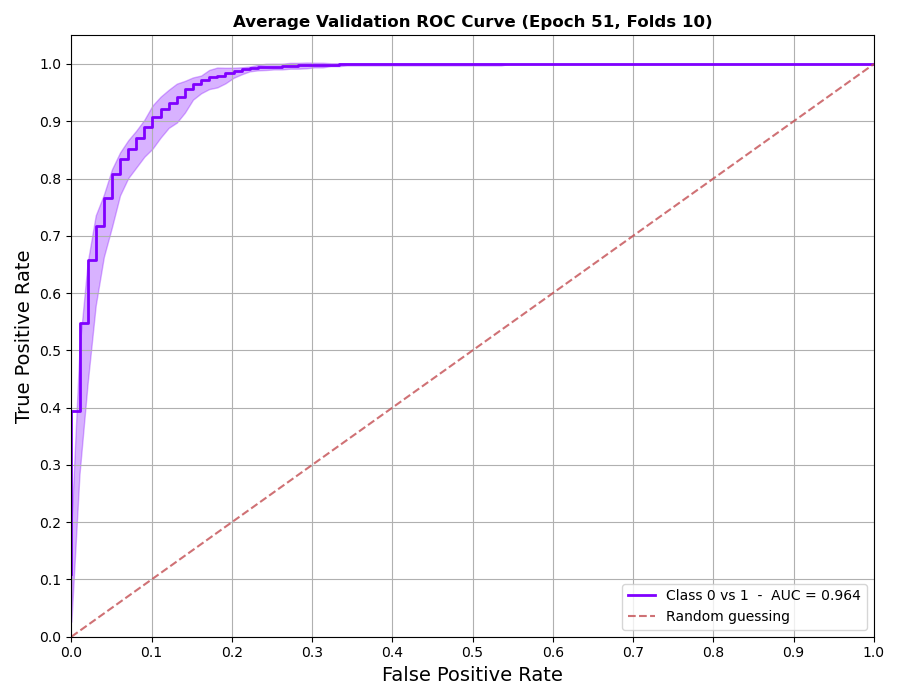 Average Validation ROC Curve (Epoch 51, Folds 10)
True Positive Rate
1.0
0.9
0.8
0.7
0.6
0.5
0.4
0.3
0.2
0.1
0.0
Class 0 vs 1 - AUC = 0.964
Random guessing
0.0 0.1 0.2 0.3 0.4 0.5 0.6 0.7 0.8 0.9 1.0
False Positive Rate